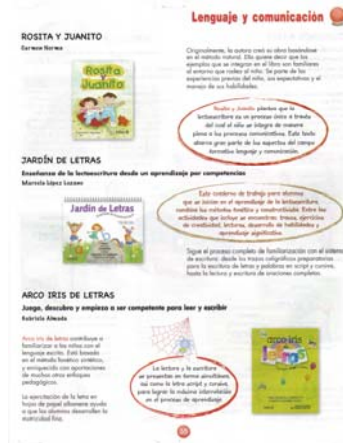 Lenguaje y comunicación
ROSITA Y JUANITO
Carmen Norma
Rosita y Juanito
Originalmente, la autora creó su obra basándose
en el método natural. Ello quiere decir que los
ejemplos que se integran en el libro son familiares
al entorno que rodea al niño. Se parte de las
experiencias previas del niño, sus expectativas y el
manejo de sus habilidades.
Rosita y Juanito plantea que la
lectoescritura es un proceso único a través
del cual el niño se integra de manera
plena a los procesos comunicativos. Este texto
abarca gran parte de los aspectos del campo
formativo lenguaje y comunicación.
JARDÍN DE LETRAS
Enseñanza de la lectoescritura desde un aprendizaje por competencias
Marcela López Lozano
Jardín de Letras
Este cuaderno de trabajo para alumnos
que se inician en el aprendizaje de la lectoescritura,
combina los métodos fonético y constructivista. Entre las
actividades que incluye se encuentran: trazos, ejercicios
de creatividad, lecturas, desarrollo de habilidades y
aprendizaje significativo.
Sigue el proceso completo de familiarización con el sistema
de escritura: desde los trazos caligráficos preparatorios
para la escritura de letras y palabras en script y cursiva,
hasta la lectura y escritura de oraciones completas.
ARCO IRIS DE LETRAS
Juego, descubro y empiezo a ser competente para leer y escribir
Gabriela Almada
Arco iris de letras contribuye a
familiarizar a los niños con el
lenguaje escrito. Está basado
en el método fonético sintético,
y enriquecido con aportaciones
de muchos otros enfoques
pedagógicos.
La ejercitación de la letra en
hojas de papel albanene ayuda
a que los alumnos desarrollen la
motricidad fina.
La lectura y la escritura
se presentan en forma simultánea,
así como la letra script y cursiva,
para lograr la máxima interrelación
en el proceso de aprendizaje.
arco iris
letras